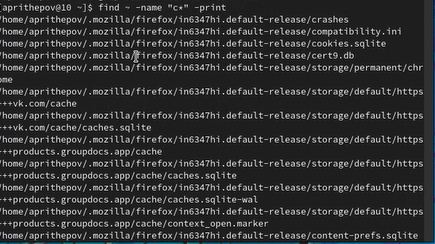 [aprithepov@10 ~]$ find ~ -name "c*" -print
/home/aprithepov/.mozilla/firefox/in6347hi.default-release/crashes
/home/aprithepov/.mozilla/firefox/in6347hi.default-release/compatibility.ini
/home/aprithepov/.mozilla/firefox/in6347hi.default-release/cookies.sqlite
/home/aprithepov/.mozilla/firefox/in6347hi.default-release/cert9.db
/home/aprithepov/.mozilla/firefox/in6347hi.default-release/storage/permanent/chr
ome
/home/aprithepov/.mozilla/firefox/in6347hi.default-release/storage/default/https
+++vk.com/cache
/home/aprithepov/.mozilla/firefox/in6347hi.default-release/storage/default/https
+++vk.com/cache/caches.sqlite
/home/aprithepov/.mozilla/firefox/in6347hi.default-release/storage/default/https
+++products.groupdocs.app/cache
/home/aprithepov/.mozilla/firefox/in6347hi.default-release/storage/default/https
+++products.groupdocs.app/cache/caches.sqlite
/home/aprithepov/.mozilla/firefox/in6347hi.default-release/storage/default/https
+++products.groupdocs.app/cache/caches.sqlite-wal
/home/aprithepov/.mozilla/firefox/in6347hi.default-release/storage/default/https
+++products.groupdocs.app/cache/context_open.marker
/home/aprithepov/.mozilla/firefox/in6347hi.default-release/content-prefs.sqlite